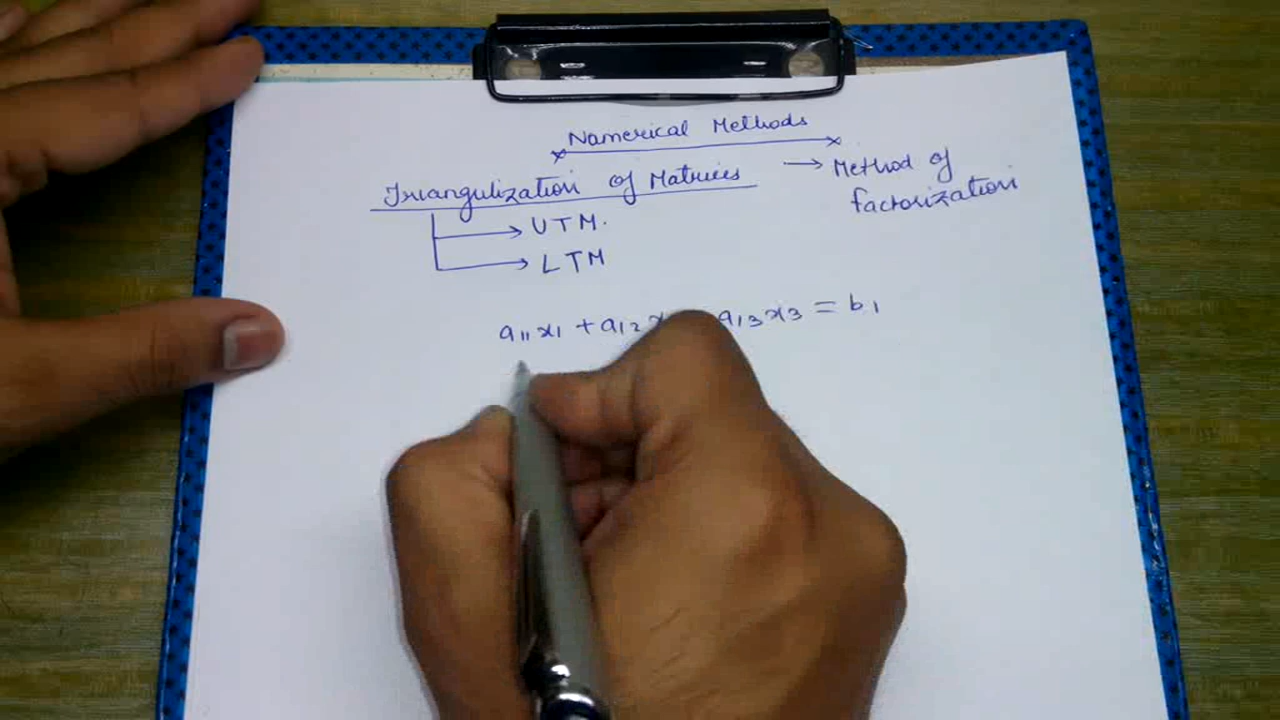 Numerical Methods
Triangulization of Matrices → Method of
factorization
→ UTM.
→ LTM
a11x1 + a12 x a13x3 = b1